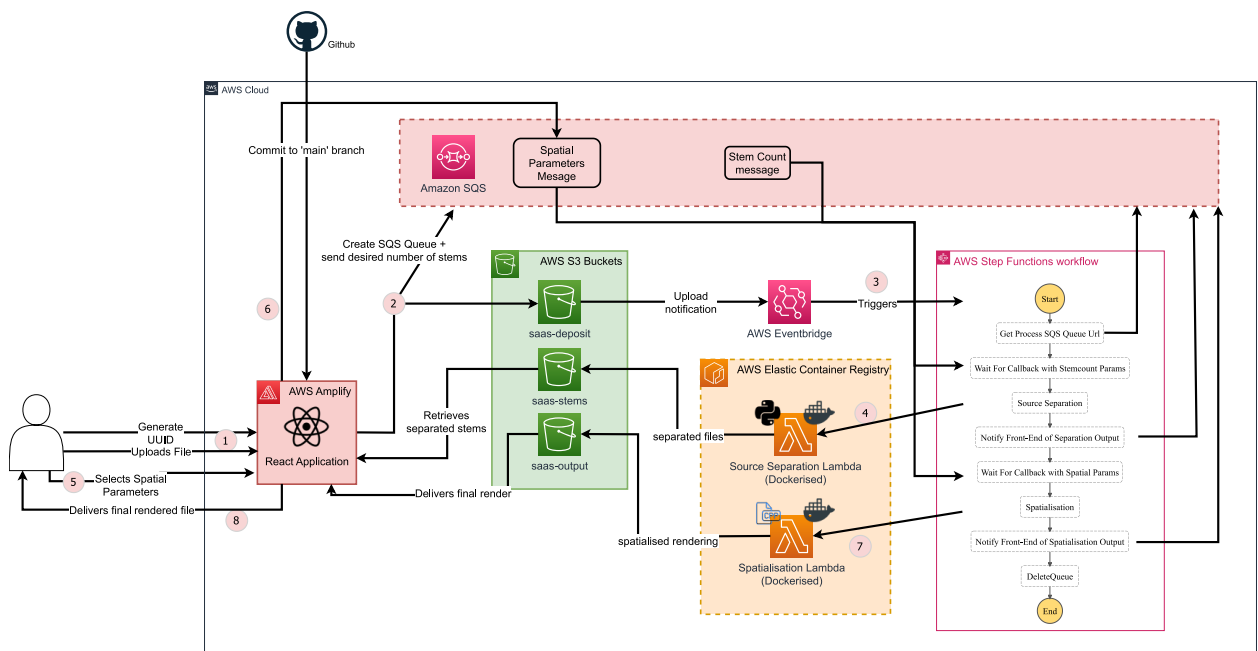 Github
aws
AWS Cloud
Commit to 'main' branch
Amazon SQS
Spatial
Parameters
Mesage
Stem Count
message
Create SQS Queue +
send desired number of stems
2
6
AWS S3 Buckets
saas-deposit
saas-stems
saas-output
Upload
notification
AWS Eventbridge
3
Triggers
AWS Step Functions workflow
Start
Get Process SQS Queue Url
Wait For Callback with Stemcount Params
Source Separation
Notify Front-End of Separation Output
Wait For Callback with Spatial Params
Spatialisation
Notify Front-End of Spatialisation Output
DeleteQueue
End
AWS Elastic Container Registry
4
separated files
Source Separation Lambda
(Dockerised)
CPP
7
spatialised rendering
Spatialisation Lambda
(Dockerised)
AWS Amplify
React Application
Retrieves
separated stems
Delivers final render
Generate
UUID
1
Uploads File
5
Selects Spatial
Parameters
Delivers final rendered file
8